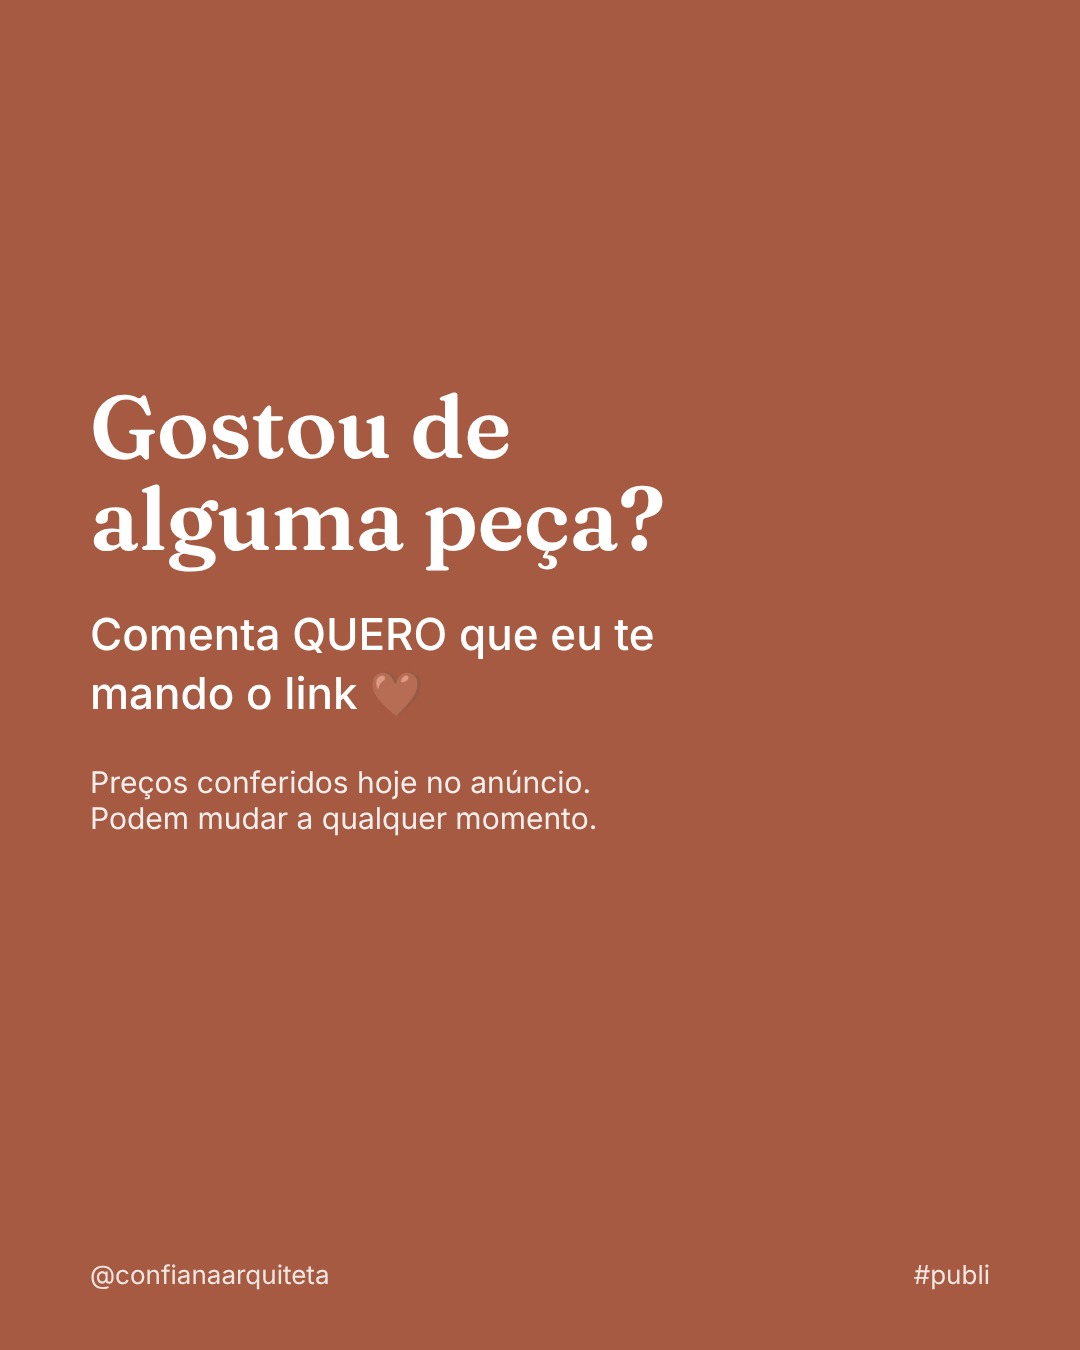 Gostou de
alguma peça?
Comenta QUERO que eu te
mando o link 🤎
Preços conferidos hoje no anúncio.
Podem mudar a qualquer momento.
@confianaarquiteta
#publi